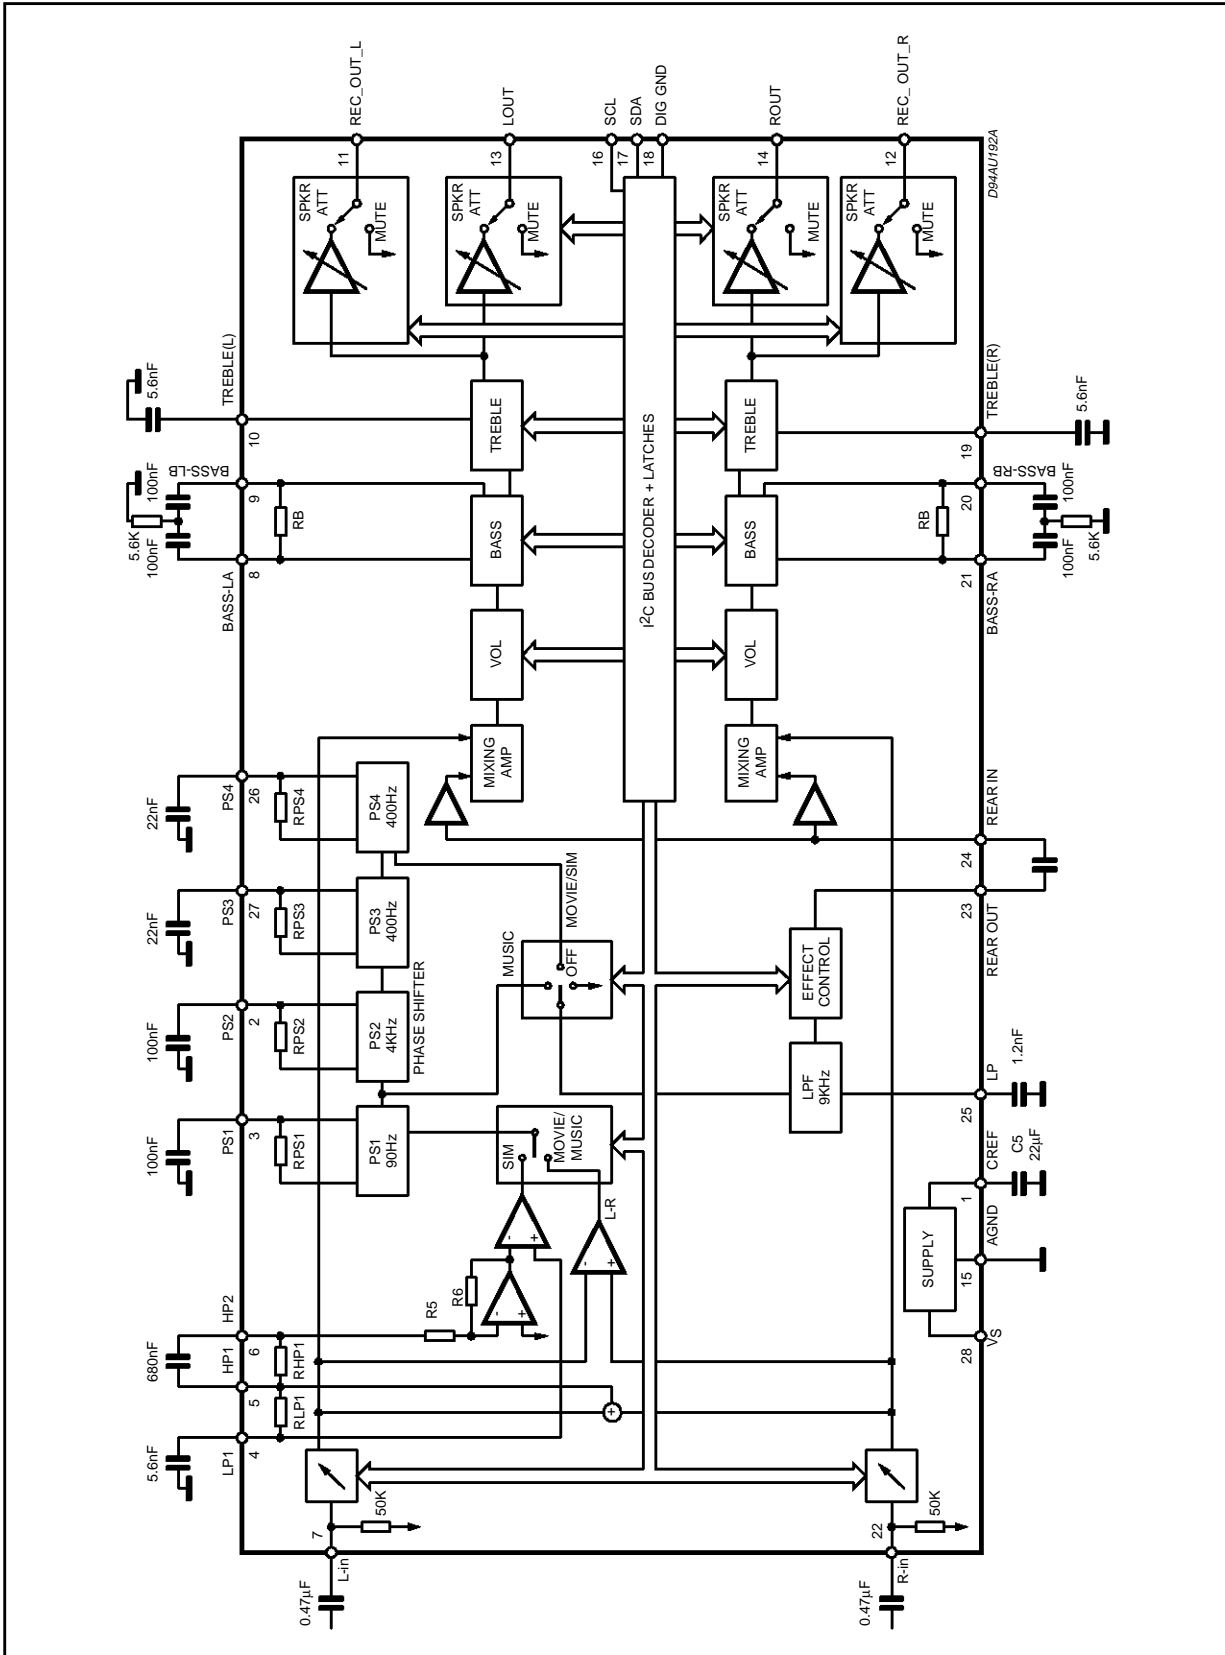 5.6nF
680nF
100nF
100nF
22nF
22nF
5.6K
100nF
100nF
5.6nF
LP1
HP1
HP2
PS1
PS2
PS3
PS4
BASS-LA
BASS-LB
TREBLE(L)
4
5
6
3
2
27
26
8
9
10
RLP1
RHP1
RPS1
RPS2
RPS3
RPS4
RB
REC_OUT_L
11
SPKR
ATT
MUTE
PS1
90Hz
PS2
4KHz
PS3
400Hz
PS4
400Hz
PHASE SHIFTER
0.47µF
L-in
7
50K
R5
R6
-
+
-
+
-
+
L-R
+
SIM
MOVIE/
MUSIC
MUSIC
OFF
MOVIE/SIM
MIXING
AMP
VOL
BASS
TREBLE
SPKR
ATT
MUTE
13
LOUT
I2C BUS DECODER + LATCHES
16
SCL
17
SDA
18
DIG GND
MIXING
AMP
VOL
BASS
TREBLE
SPKR
ATT
MUTE
14
ROUT
LPF
9KHz
EFFECT
CONTROL
0.47µF
R-in
22
50K
SUPPLY
SPKR
ATT
MUTE
12
REC_OUT_R
RB
28
15
1
25
23
24
21
20
19
VS
AGND
CREF
LP
REAR OUT
REAR IN
BASS-RA
BASS-RB
TREBLE(R)
C5
22µF
1.2nF
100nF
100nF
5.6K
5.6nF
D94AU192A